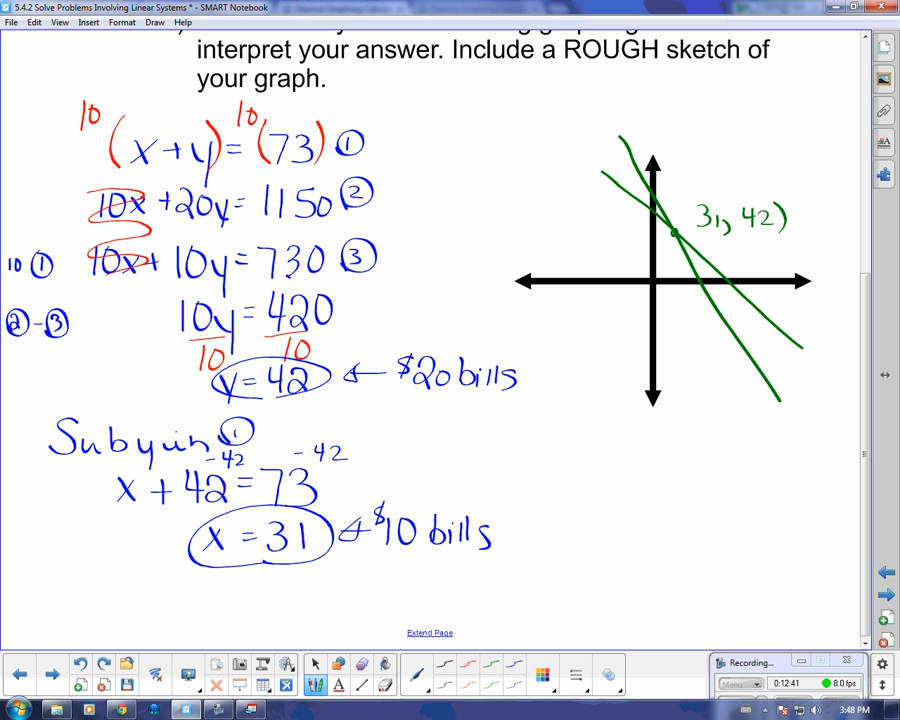 5.4.2 Solve Problems Involving Linear Systems * - SMART Notebook
File Edit View Insert Format Draw Help
interpret your answer. Include a ROUGH sketch of
your graph.
10 (x + y) = 10 (73) ①
10x + 20y = 1150 ②
10 ① 10x + 10y = 730 ③
② - ③ 10y = 420
10 10
y = 42 ← $20 bills
Sub y in ①
- 42 - 42
x + 42 = 73
x = 31 ← $10 bills
31, 42)
Extend Page
Recording...
Menu 0:12:41 8.0 fps
3:48 PM